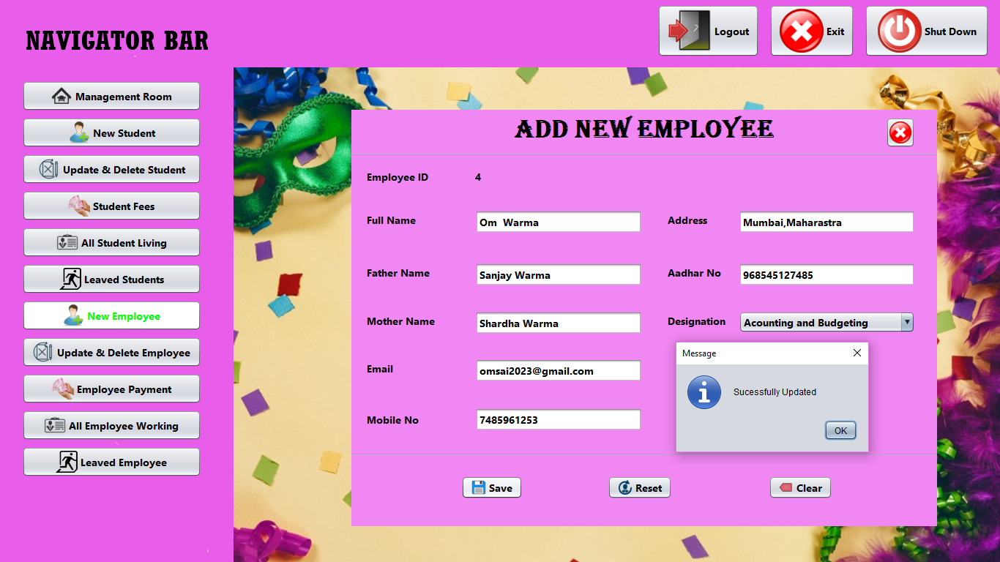 NAVIGATOR BAR
Logout
Exit
Shut Down
Management Room
New Student
Update & Delete Student
Student Fees
All Student Living
Leaved Students
New Employee
Update & Delete Employee
Employee Payment
All Employee Working
Leaved Employee
ADD NEW EMPLOYEE
Employee ID 4
Full Name Om  Warma Address Mumbai,Maharastra
Father Name Sanjay Warma Aadhar No 968545127485
Mother Name Shardha Warma Designation Acounting and Budgeting
Email omsai2023@gmail.com
Mobile No 7485961253
Message
Sucessfully Updated
OK
Save Reset Clear